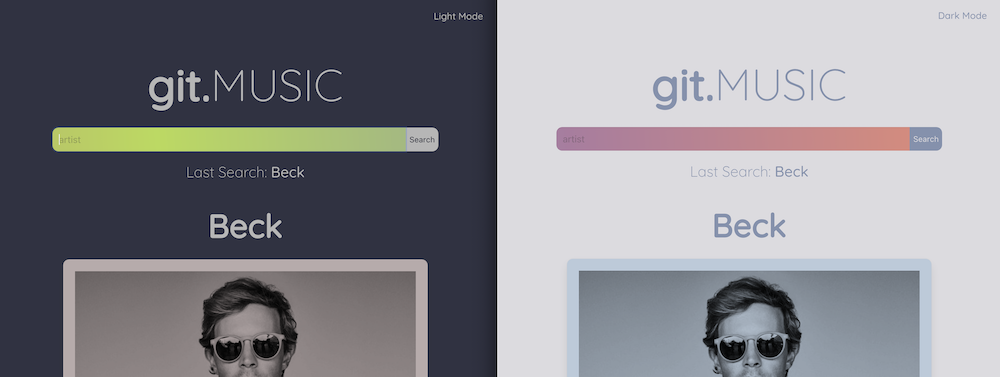 Light Mode
git.MUSIC
artist
Search
Last Search: Beck
Beck
Dark Mode
git.MUSIC
artist
Search
Last Search: Beck
Beck